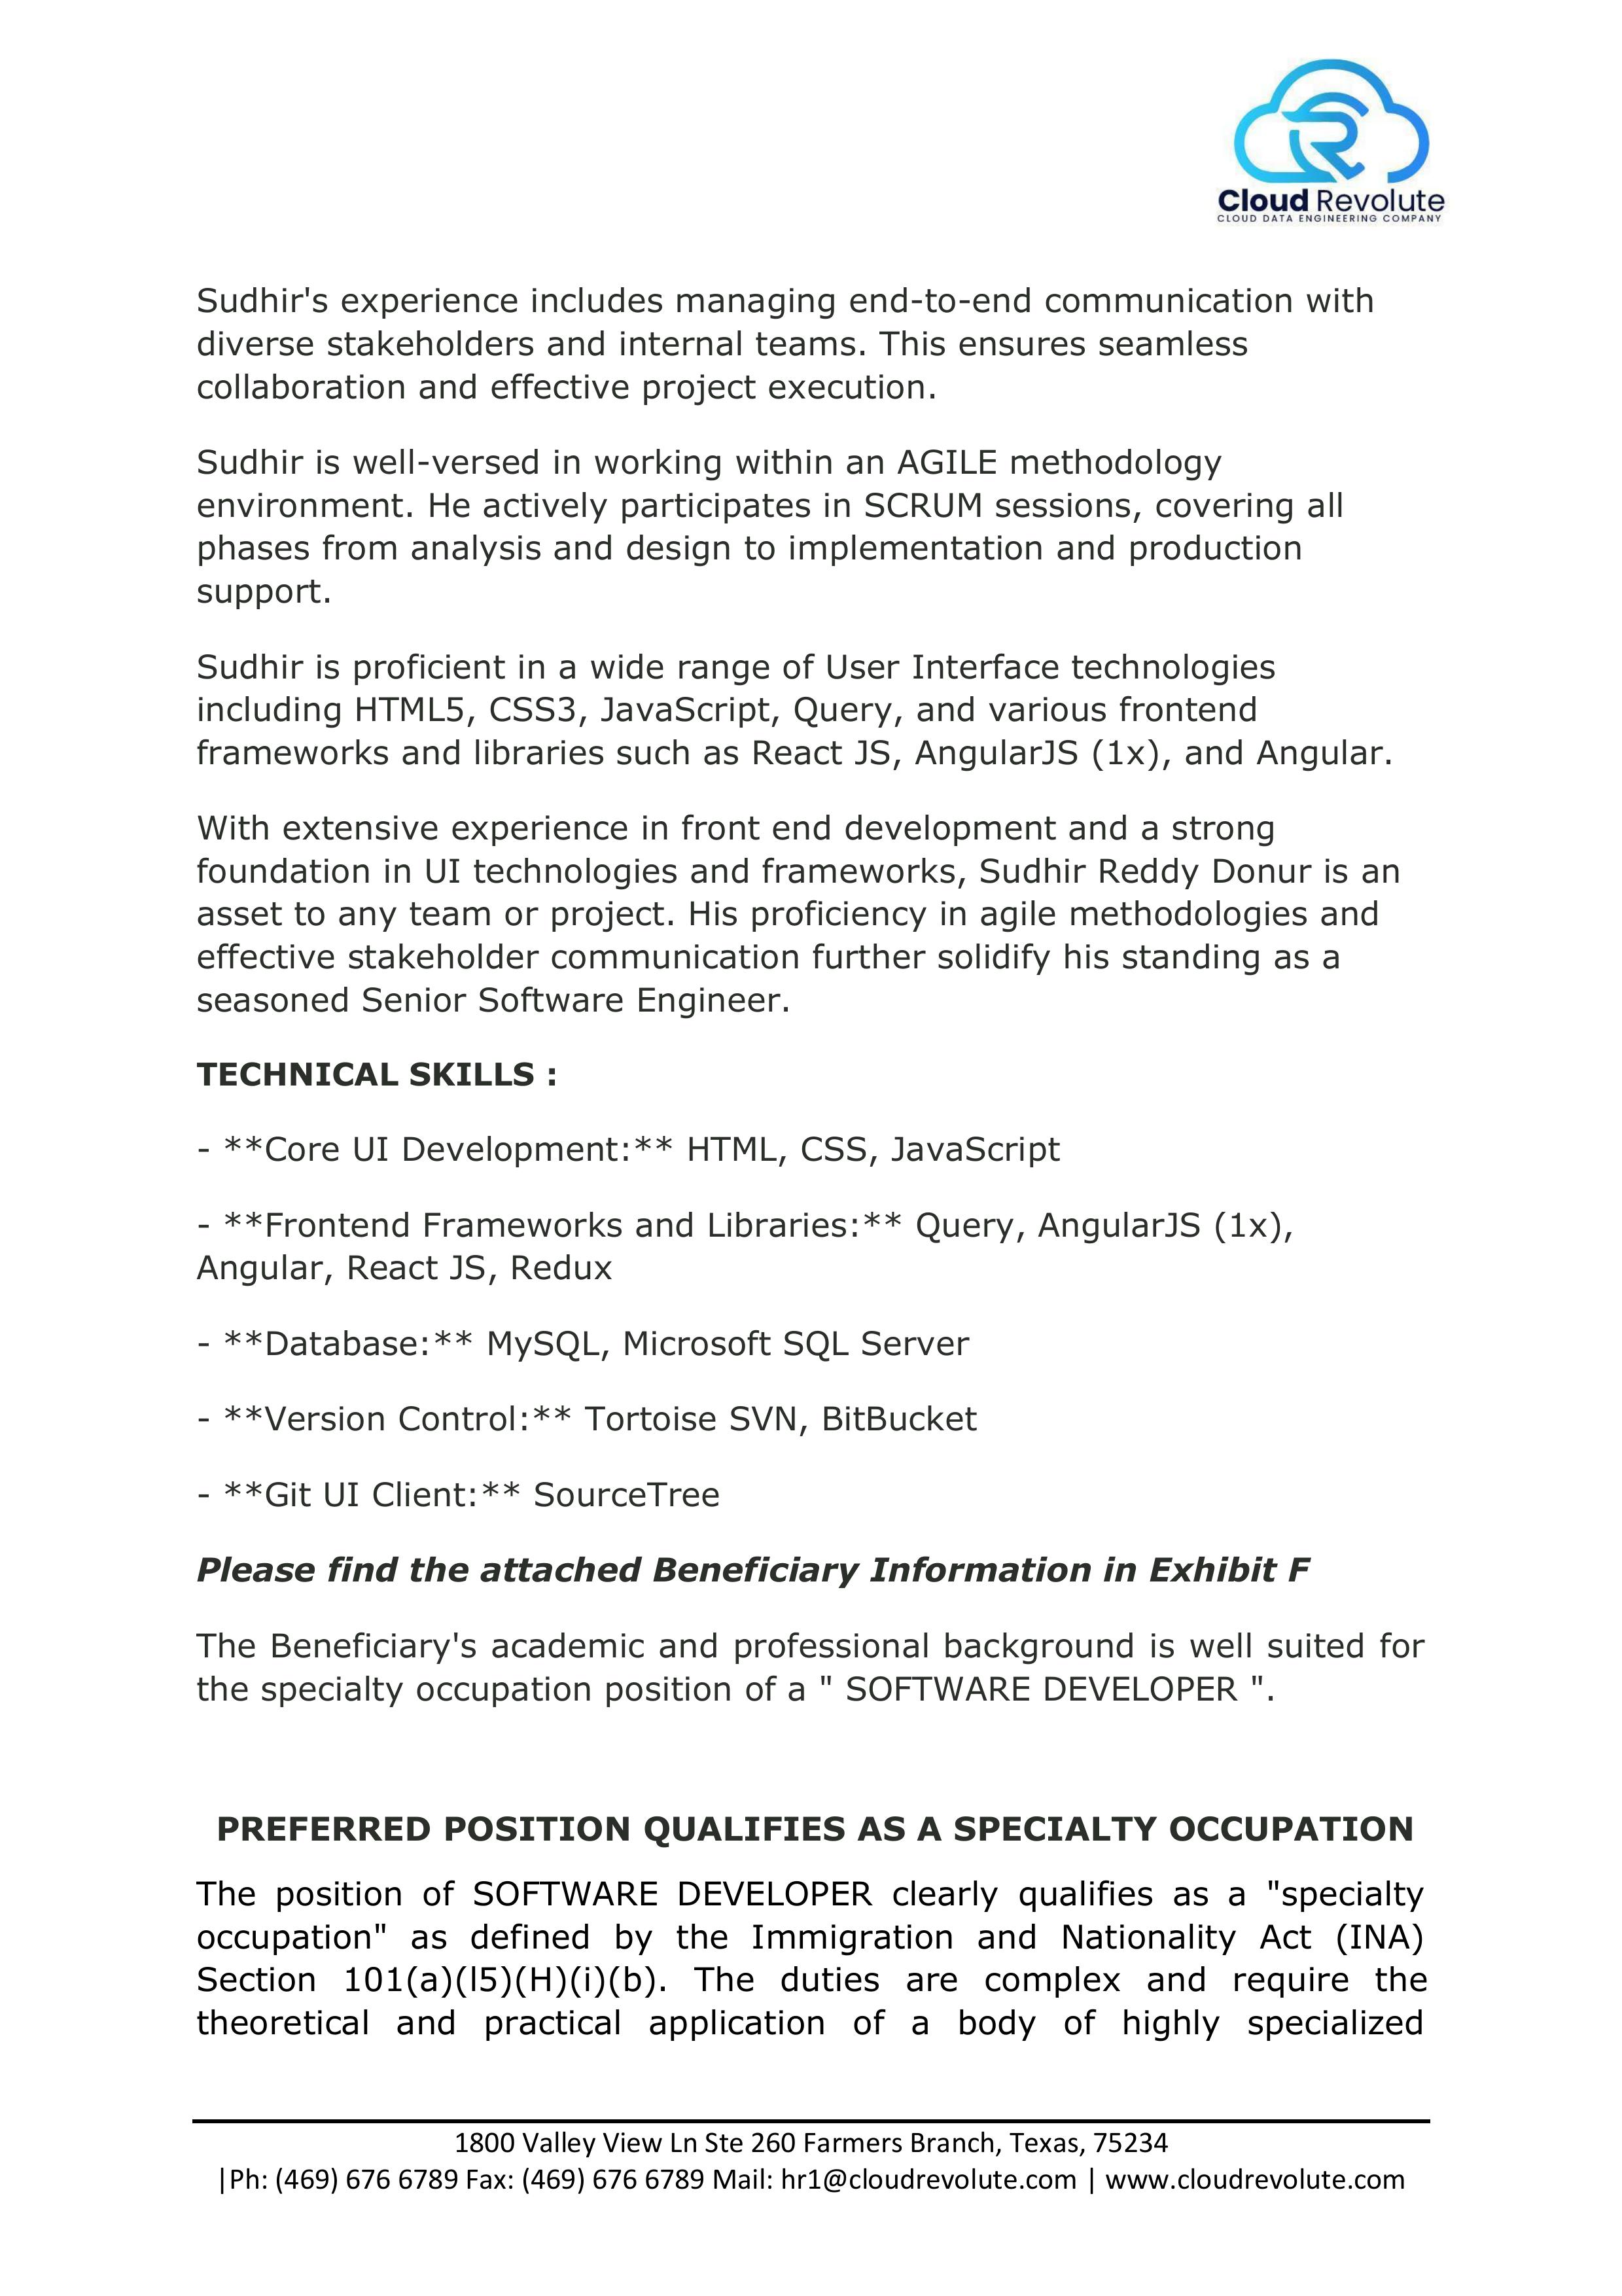 Cloud Revolute
CLOUD DATA ENGINEERING COMPANY
Sudhir's experience includes managing end-to-end communication with
diverse stakeholders and internal teams. This ensures seamless
collaboration and effective project execution.
Sudhir is well-versed in working within an AGILE methodology
environment. He actively participates in SCRUM sessions, covering all
phases from analysis and design to implementation and production
support.
Sudhir is proficient in a wide range of User Interface technologies
including HTML5, CSS3, JavaScript, Query, and various frontend
frameworks and libraries such as React JS, AngularJS (1x), and Angular.
With extensive experience in front end development and a strong
foundation in UI technologies and frameworks, Sudhir Reddy Donur is an
asset to any team or project. His proficiency in agile methodologies and
effective stakeholder communication further solidify his standing as a
seasoned Senior Software Engineer.
TECHNICAL SKILLS :
- **Core UI Development:** HTML, CSS, JavaScript
- **Frontend Frameworks and Libraries:** Query, AngularJS (1x),
Angular, React JS, Redux
- **Database:** MySQL, Microsoft SQL Server
- **Version Control:** Tortoise SVN, BitBucket
- **Git UI Client:** SourceTree
Please find the attached Beneficiary Information in Exhibit F
The Beneficiary's academic and professional background is well suited for
the specialty occupation position of a " SOFTWARE DEVELOPER ".
PREFERRED POSITION QUALIFIES AS A SPECIALTY OCCUPATION
The position of SOFTWARE DEVELOPER clearly qualifies as a "specialty
occupation" as defined by the Immigration and Nationality Act (INA)
Section 101(a)(l5)(H)(i)(b). The duties are complex and require the
theoretical and practical application of a body of highly specialized
1800 Valley View Ln Ste 260 Farmers Branch, Texas, 75234
|Ph: (469) 676 6789 Fax: (469) 676 6789 Mail: hr1@cloudrevolute.com | www.cloudrevolute.com